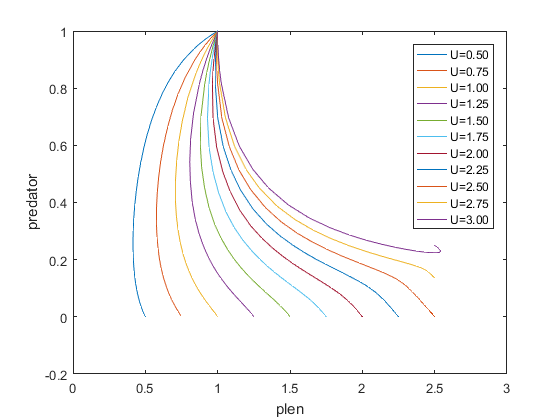 1
0.8
0.6
0.4
0.2
0
-0.2
predator
0 0.5 1 1.5 2 2.5 3
plen
U=0.50
U=0.75
U=1.00
U=1.25
U=1.50
U=1.75
U=2.00
U=2.25
U=2.50
U=2.75
U=3.00